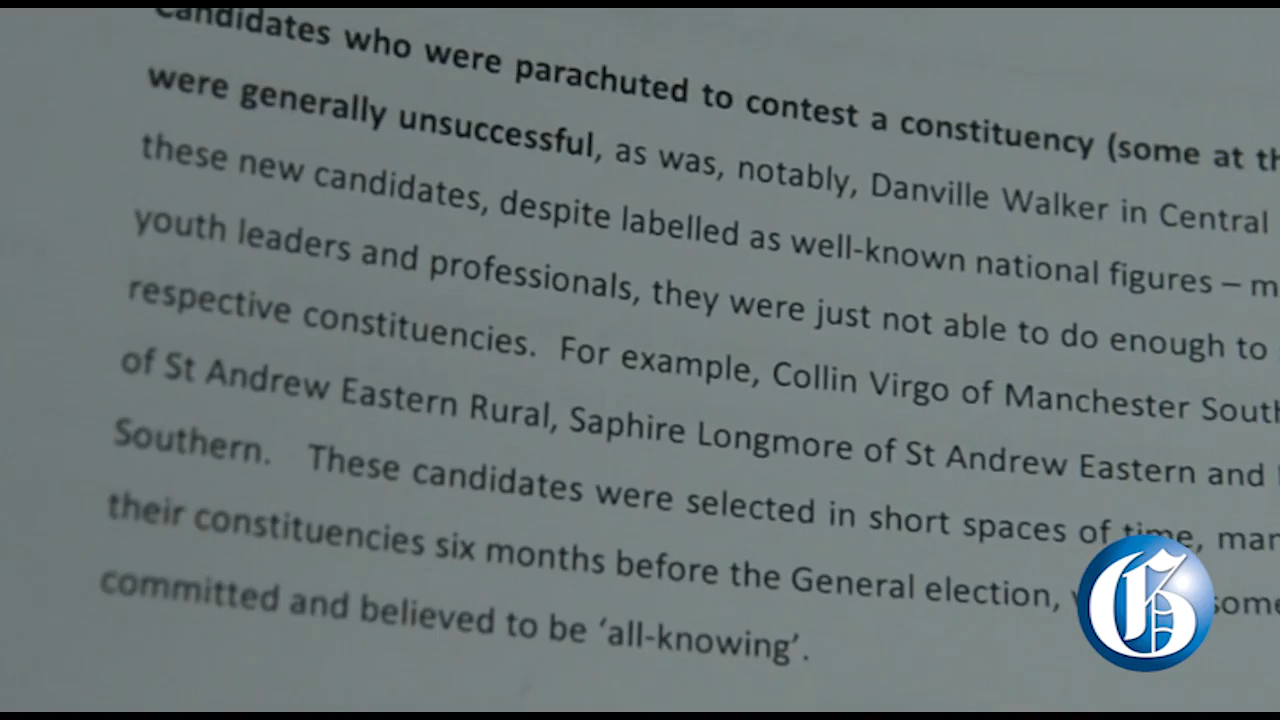 Candidates who were parachuted to contest a constituency (some at th
were generally unsuccessful, as was, notably, Danville Walker in Central
these new candidates, despite labelled as well-known national figures – m
youth leaders and professionals, they were just not able to do enough to
respective constituencies. For example, Collin Virgo of Manchester South
of St Andrew Eastern Rural, Saphire Longmore of St Andrew Eastern and
Southern. These candidates were selected in short spaces of time, man
their constituencies six months before the General election, some
committed and believed to be ‘all-knowing’.
G